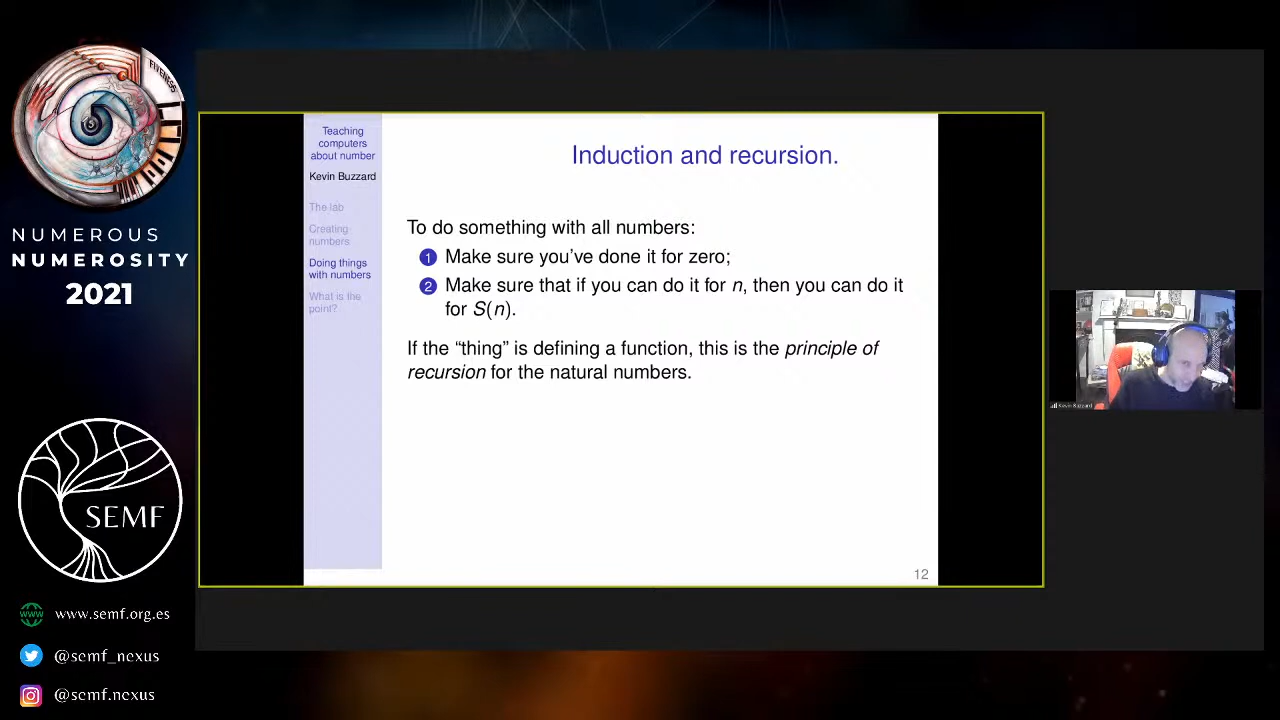 FIVENESS
NUMEROUS
NUMEROSITY
2021
SEMF
www.semf.org.es
@semf_nexus
@semf.nexus
Teaching
computers
about number
Kevin Buzzard
The lab
Creating
numbers
Doing things
with numbers
What is the
point?
Induction and recursion.
To do something with all numbers:
1 Make sure you've done it for zero;
2 Make sure that if you can do it for n, then you can do it
for S(n).
If the “thing” is defining a function, this is the principle of
recursion for the natural numbers.
12
Kevin Buzzard